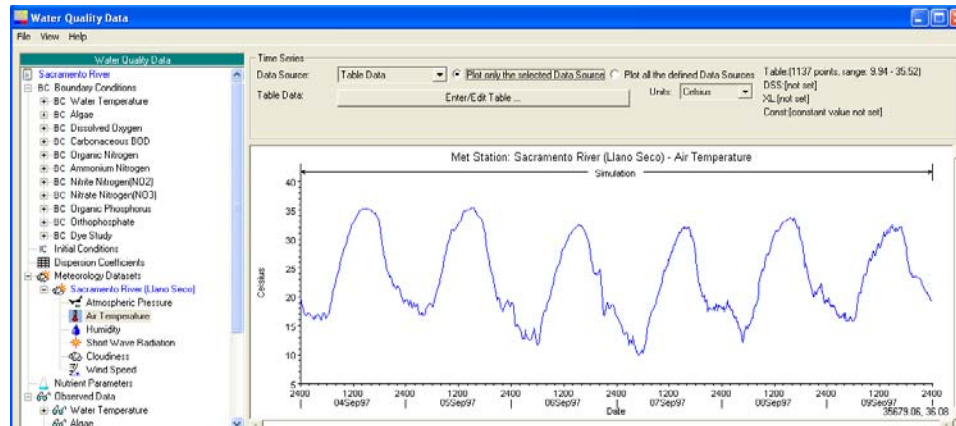 Water Quality Data
File View Help
Water Quality Data
Sacramento River
BC Boundary Conditions
BC Water Temperature
BC Algae
BC Dissolved Oxygen
BC Carbonaceous BOD
BC Organic Nitrogen
BC Ammonium Nitrogen
BC Nitrite Nitrogen(NO2)
BC Nitrate Nitrogen(NO3)
BC Organic Phosphorus
BC Orthophosphate
BC Dye Study
IC Initial Conditions
Dispersion Coefficients
Meteorology Datasets
Sacramento River (Llano Seco)
Atmospheric Pressure
Air Temperature
Humidity
Short Wave Radiation
Cloudiness
Wind Speed
Nutrient Parameters
Observed Data
Water Temperature
Algae
Time Series
Data Source: Table Data Plot only the selected Data Source Plot all the defined Data Sources
Table Data: Enter/Edit Table ... Units: Celsius
Table:(1137 points, range: 9.94 - 35.52)
DSS:[not set]
XL:[not set]
Const:[constant value not set]
Met Station: Sacramento River (Llano Seco) - Air Temperature
Simulation
Celsius
40
35
30
25
20
15
10
5
2400 1200 2400 1200 2400 1200 2400 1200 2400 1200 2400 1200 2400
04Sep97 05Sep97 06Sep97 07Sep97 08Sep97 09Sep97
Date
35679.06, 36.08